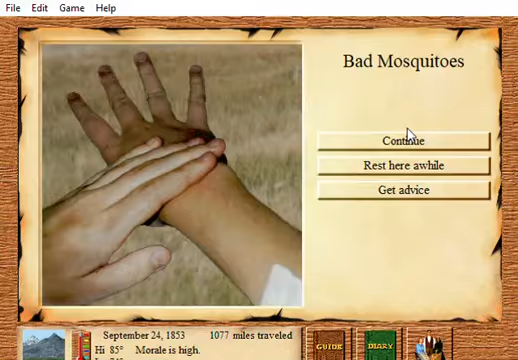 File Edit Game Help
Bad Mosquitoes
Continue
Rest here awhile
Get advice
September 24, 1853 1077 miles traveled
Hi 85° Morale is high.
GUIDE DIARY